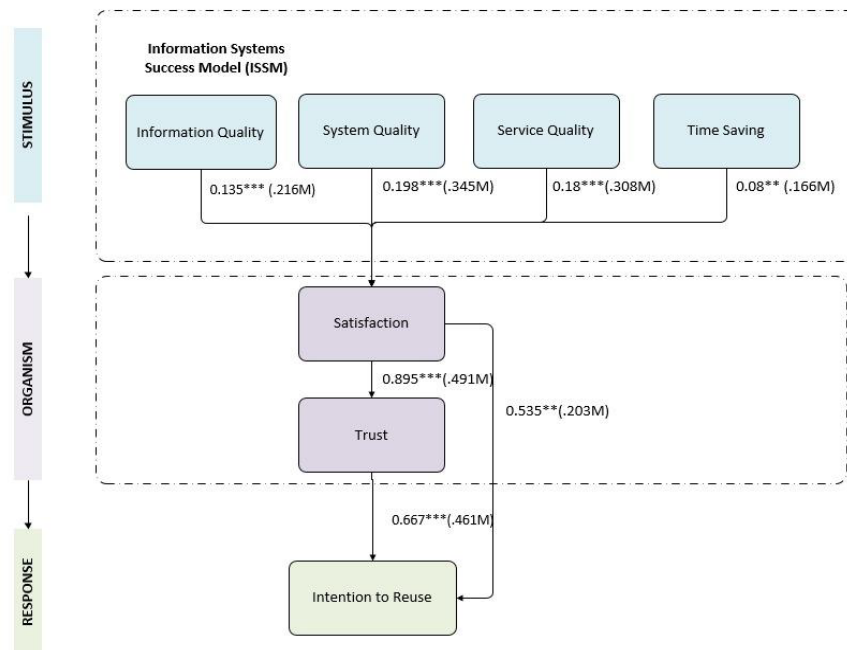 Information Systems
Success Model (ISSM)
STIMULUS
Information Quality
System Quality
Service Quality
Time Saving
0.135*** (.216M)
0.198***(.345M)
0.18***(.308M)
0.08** (.166M)
ORGANISM
Satisfaction
0.895***(.491M)
0.535**(.203M)
Trust
0.667***(.461M)
RESPONSE
Intention to Reuse